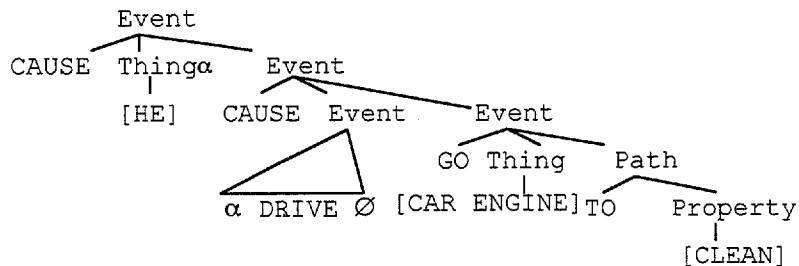 Event
CAUSE Thingα Event
[HE] CAUSE Event Event
GO Thing Path
α DRIVE ∅ [CAR ENGINE] TO Property
[CLEAN]